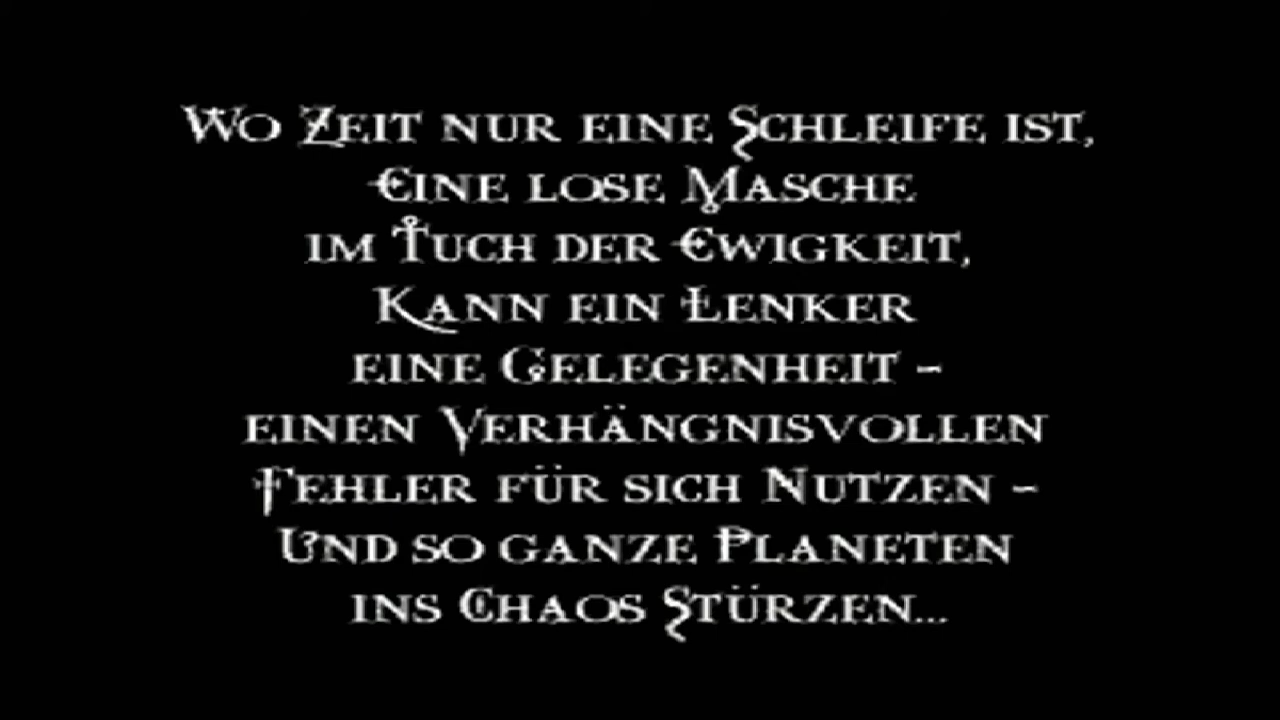 Wo Zeit nur eine Schleife ist,
Eine lose Masche
im Tuch der Ewigkeit,
Kann ein Lenker
eine Gelegenheit -
einen Verhängnisvollen
Fehler für sich Nutzen -
Und so ganze Planeten
ins Chaos Stürzen...